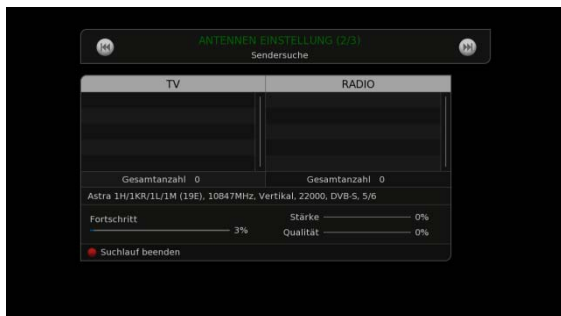 ANTENNEN EINSTELLUNG (2/3)
Sendersuche
TV RADIO
Gesamtanzahl 0 Gesamtanzahl 0
Astra 1H/1KR/1L/1M (19E), 10847MHz, Vertikal, 22000, DVB-S, 5/6
Fortschritt 3% Stärke 0%
Qualität 0%
Suchlauf beenden